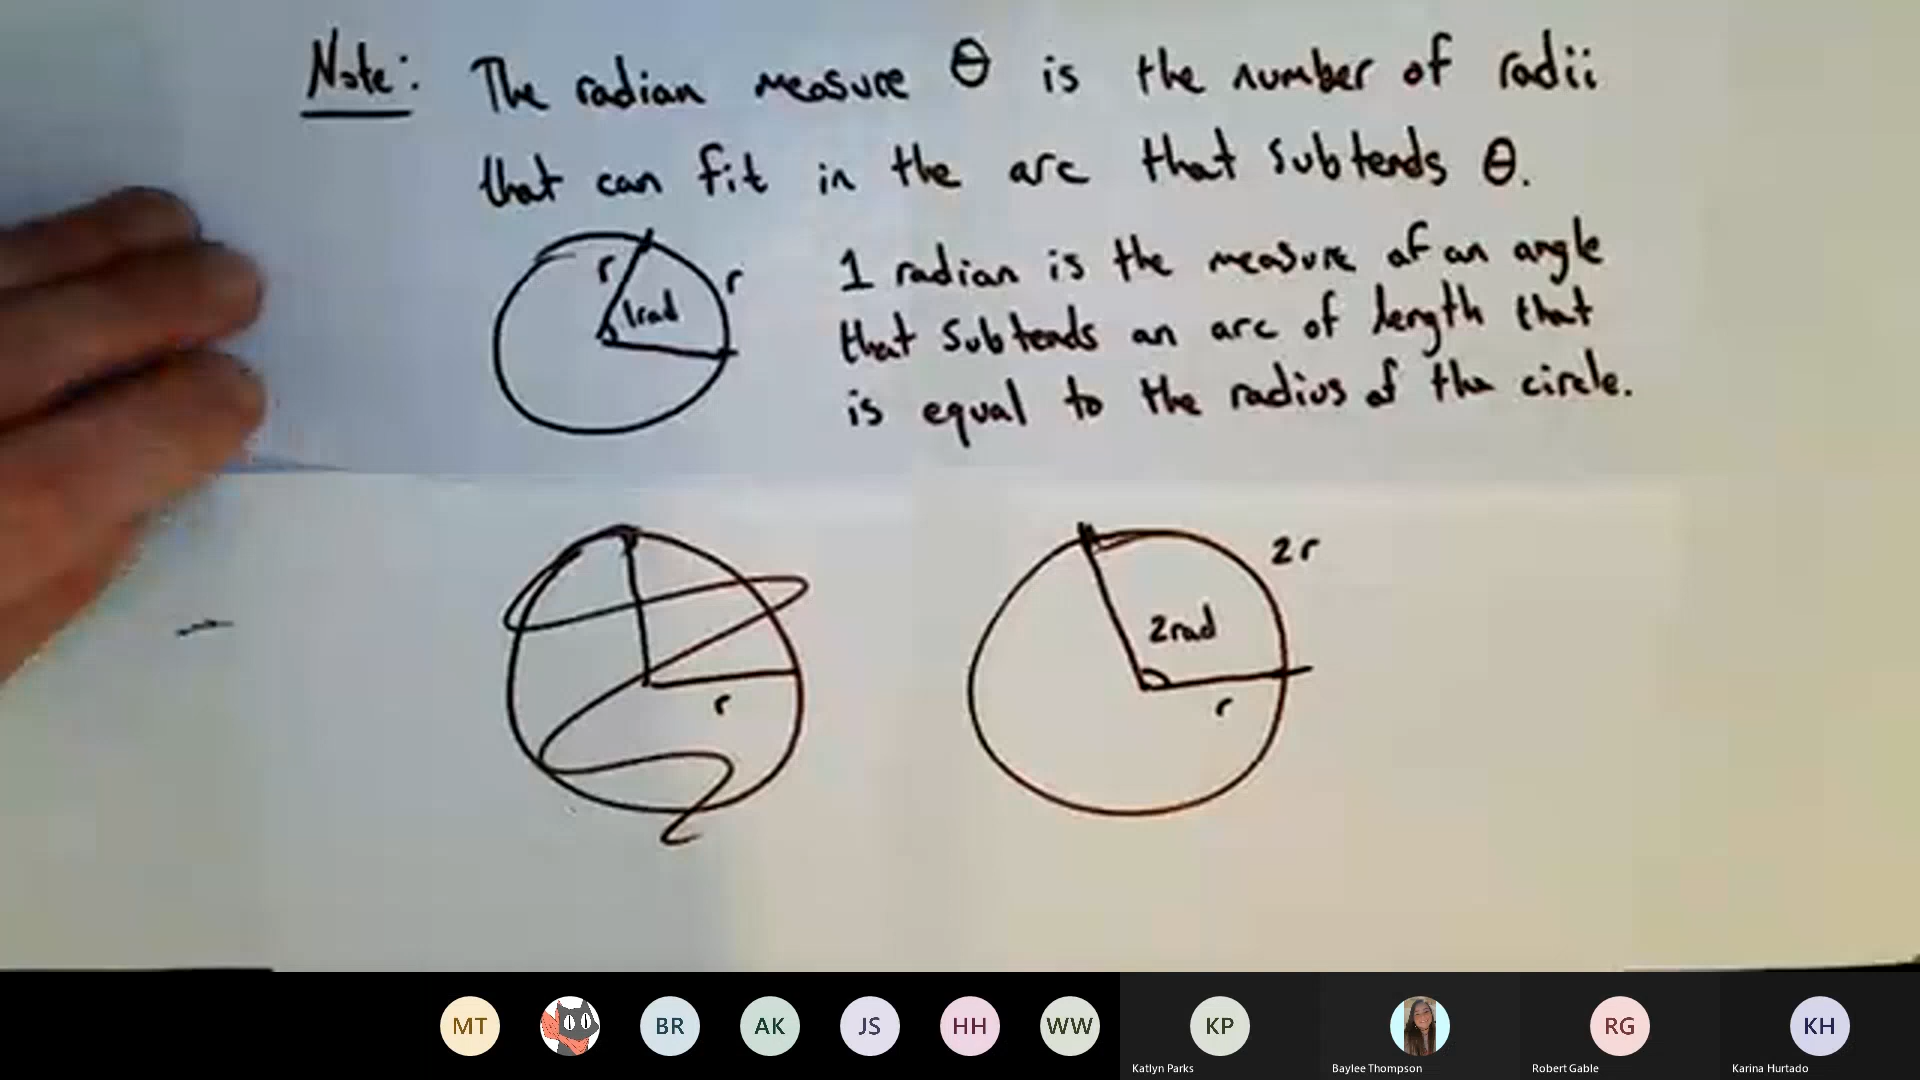 Note: The radian measure θ is the number of radii
that can fit in the arc that subtends θ.
r
r
1rad
1 radian is the measure of an angle
that subtends an arc of length that
is equal to the radius of the circle.
r
2r
2rad
r
MT
BR
AK
JS
HH
WW
KP
RG
KH
Katlyn Parks
Baylee Thompson
Robert Gable
Karina Hurtado